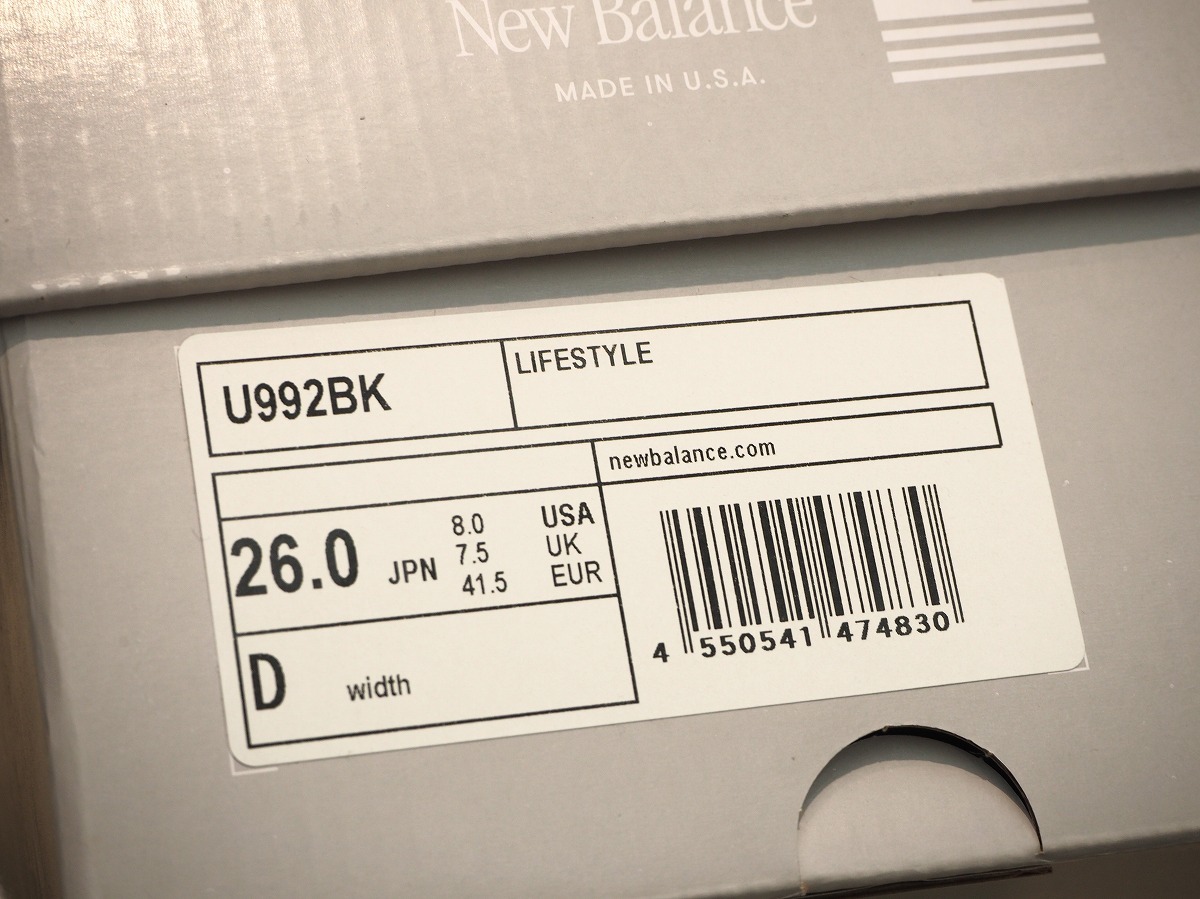 New Balance
MADE IN U.S.A.
U992BK
LIFESTYLE
newbalance.com
26.0 JPN
8.0 USA
7.5 UK
41.5 EUR
D width
4 550541 474830